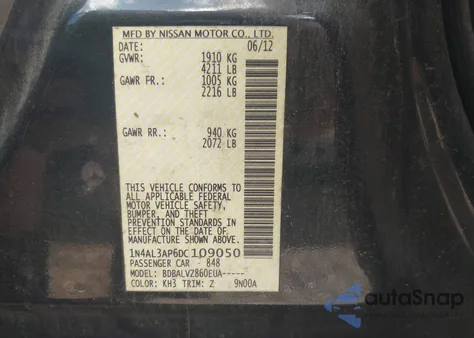 MFD BY NISSAN MOTOR CO., LTD.
DATE: 06/12
GVWR: 1910 KG
4211 LB
GAWR FR.: 1005 KG
2216 LB
GAWR RR.: 940 KG
2072 LB
THIS VEHICLE CONFORMS TO
ALL APPLICABLE FEDERAL
MOTOR VEHICLE SAFETY,
BUMPER, AND THEFT
PREVENTION STANDARDS IN
EFFECT ON THE DATE OF
MANUFACTURE SHOWN ABOVE.
1N4AL3AP6DC109050
PASSENGER CAR - 848
MODEL: BDBALVZ860EUA-----
COLOR: KH3 TRIM: Z 9N00A
autoSnap